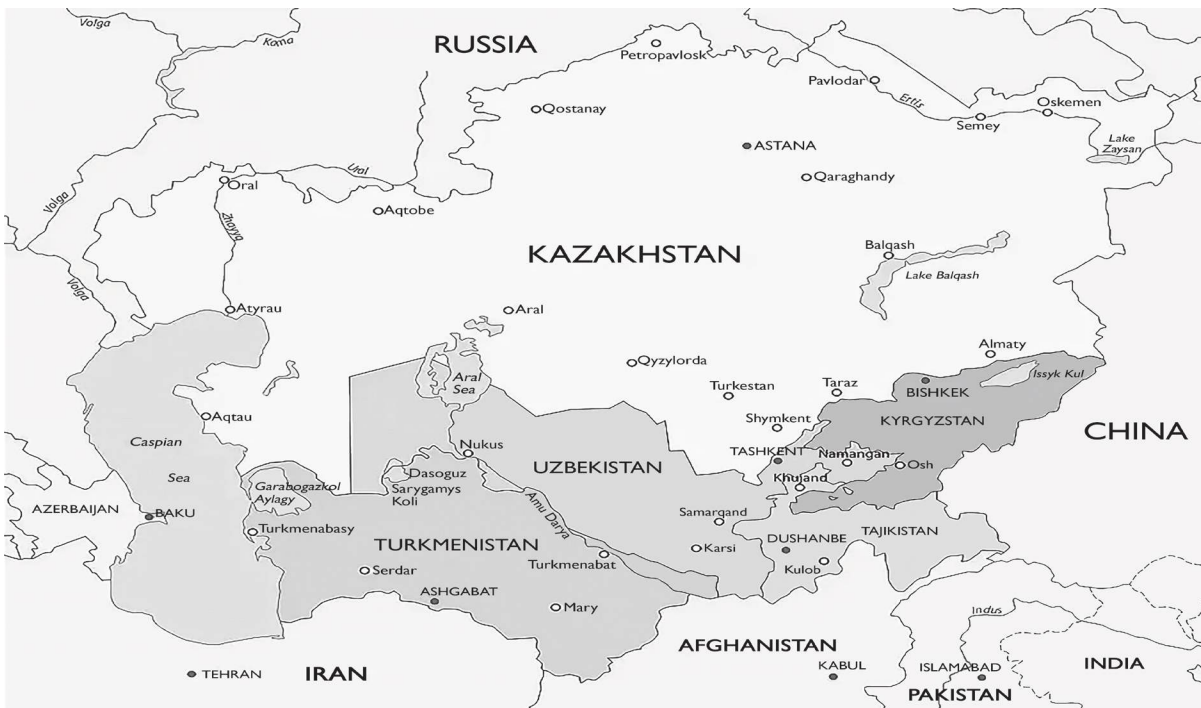 Volga
Kama
RUSSIA
Petropavlosk
Pavlodar
Ertis
Qostanay
Oskemen
Semey
Lake
Zaysan
ASTANA
Ural
Oral
Qaraghandy
Volga
Aqtobe
Zhayya
KAZAKHSTAN
Balqash
Lake Balqash
Volga
Atyrau
Aral
Almaty
Qyzylorda
Issyk Kul
Aral
Sea
Turkestan
Taraz
BISHKEK
Aqtau
Shymkent
KYRGYZSTAN
CHINA
Caspian
Sea
Nukus
TASHKENT
Namangan
Osh
UZBEKISTAN
Dasoguz
Khujand
Garabogazkol
Aylagy
Sarygamys
Koli
AZERBAIJAN
BAKU
Amu Darya
Samarqand
Turkmenabasy
TAJIKISTAN
DUSHANBE
TURKMENISTAN
Karsi
Turkmenabat
Kulob
Serdar
ASHGABAT
Mary
Indus
AFGHANISTAN
TEHRAN
IRAN
KABUL
ISLAMABAD
INDIA
PAKISTAN